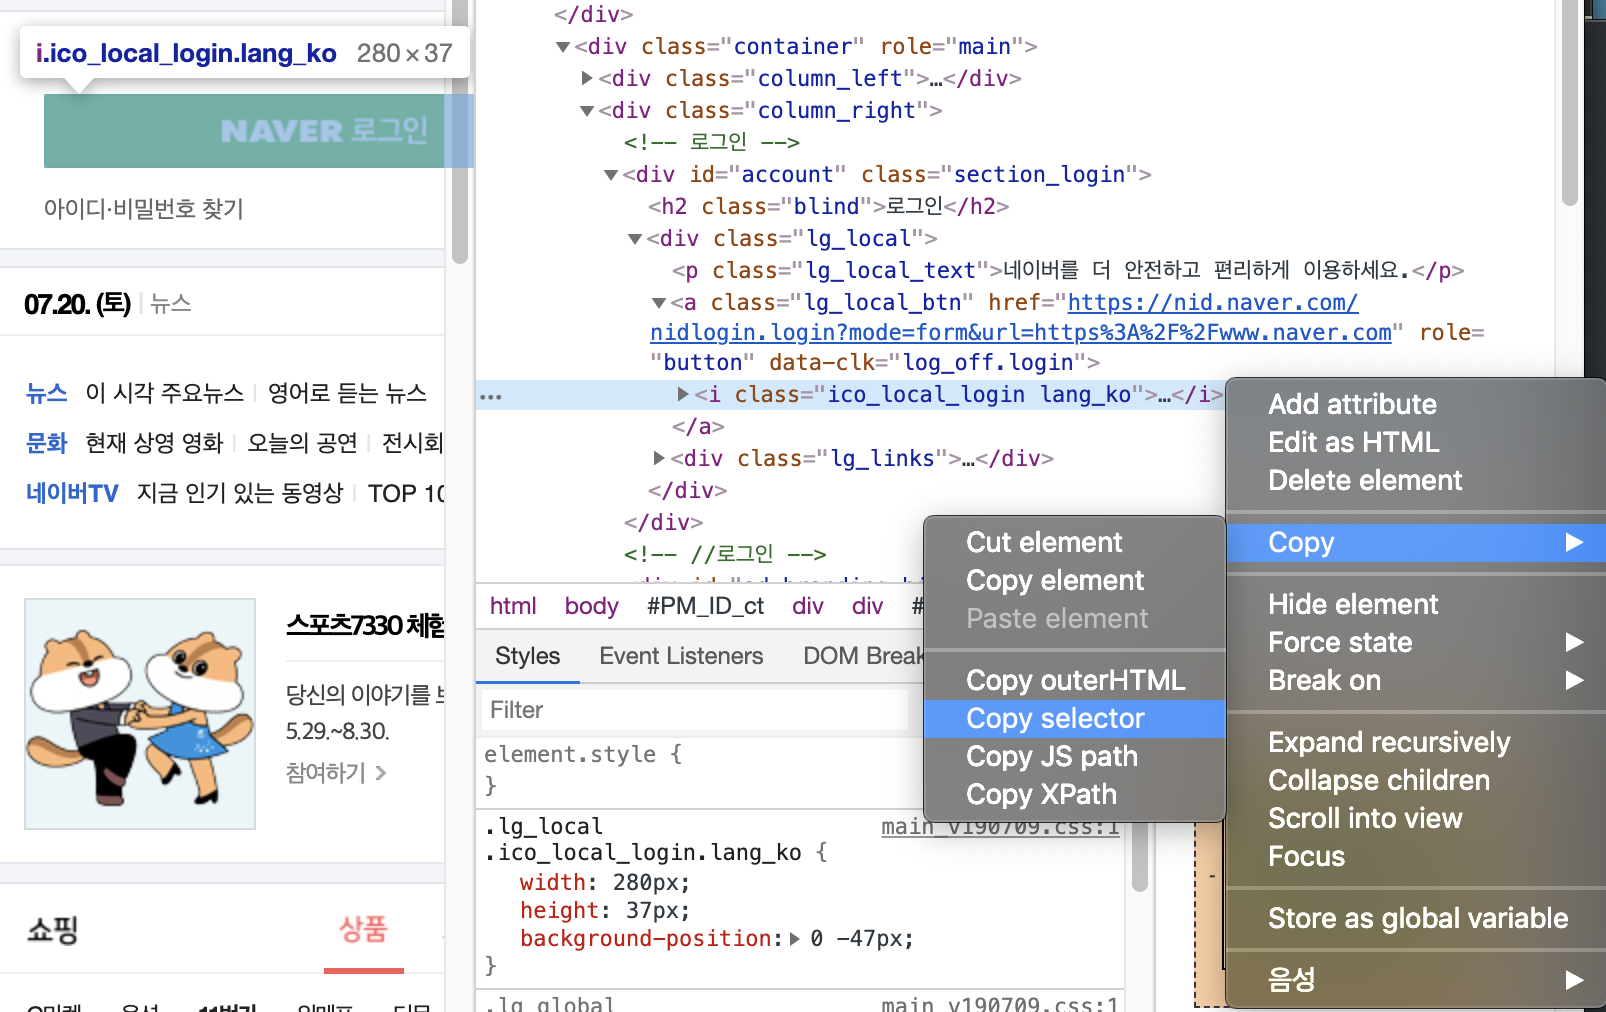 i.ico_local_login.lang_ko 280×37
NAVER 로그인
아이디·비밀번호 찾기
07.20. (토) 뉴스
뉴스 이 시각 주요뉴스 영어로 듣는 뉴스
문화 현재 상영 영화 오늘의 공연 전시회
네이버TV 지금 인기 있는 동영상 TOP 10
스포츠7330 체험
당신의 이야기를 보
5.29.~8.30.
참여하기 >
쇼핑 상품
</div>
▼<div class="container" role="main">
▶<div class="column_left">…</div>
▼<div class="column_right">
<!-- 로그인 -->
▼<div id="account" class="section_login">
<h2 class="blind">로그인</h2>
▼<div class="lg_local">
<p class="lg_local_text">네이버를 더 안전하고 편리하게 이용하세요.</p>
▼<a class="lg_local_btn" href="https://nid.naver.com/
nidlogin.login?mode=form&url=https%3A%2F%2Fwww.naver.com" role=
"button" data-clk="log_off.login">
… ▶<i class="ico_local_login lang_ko">…</i>
</a>
▶<div class="lg_links">…</div>
</div>
</div>
<!-- //로그인 -->
html body #PM_ID_ct div div #
Styles Event Listeners DOM Break
Filter
element.style {
}
.lg_local main_v190709.css:1
.ico_local_login.lang_ko {
width: 280px;
height: 37px;
background-position:▶ 0 -47px;
}
.lg_global main_v190709.css:1
Cut element
Copy element
Paste element
Copy outerHTML
Copy selector
Copy JS path
Copy XPath
Add attribute
Edit as HTML
Delete element
Copy ▶
Hide element
Force state ▶
Break on ▶
Expand recursively
Collapse children
Scroll into view
Focus
Store as global variable
음성 ▶
-